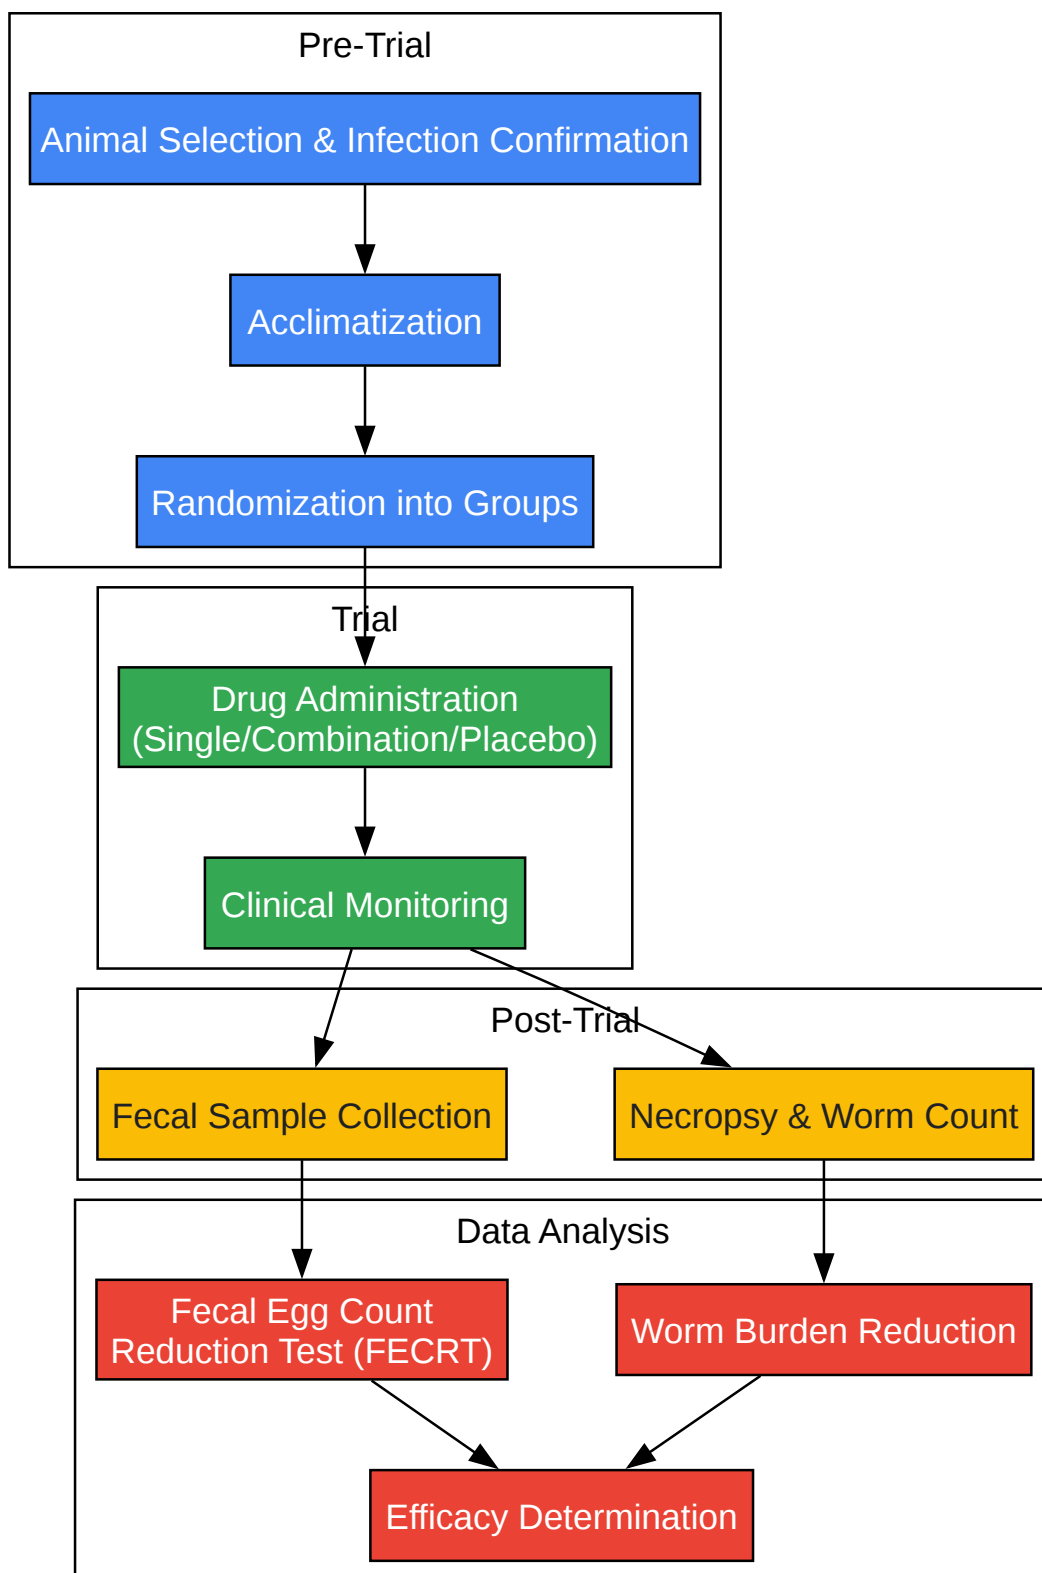 Pre-Trial
Animal Selection & Infection Confirmation
Acclimatization
Randomization into Groups
Trial
Drug Administration
(Single/Combination/Placebo)
Clinical Monitoring
Post-Trial
Fecal Sample Collection
Necropsy & Worm Count
Data Analysis
Fecal Egg Count
Reduction Test (FECRT)
Worm Burden Reduction
Efficacy Determination